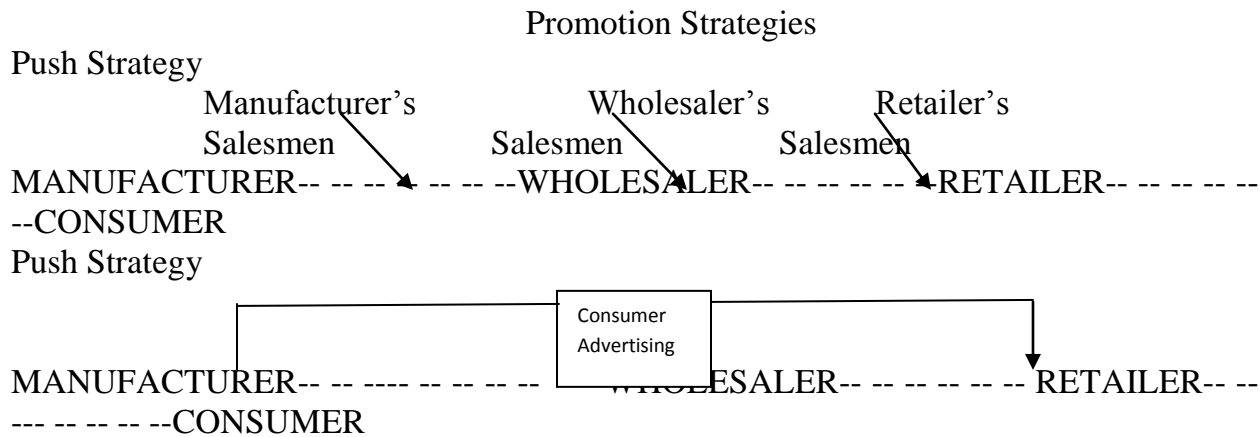 Promotion Strategies
Push Strategy
Manufacturer's Wholesaler's Retailer's
Salesmen Salesmen Salesmen
MANUFACTURER-- -- -- -- -- -- --WHOLESALER-- -- -- -- -- --RETAILER-- -- -- -- --
--CONSUMER
Push Strategy
Consumer
Advertising
MANUFACTURER-- -- ---- -- -- -- -- WHOLESALER-- -- -- -- -- -- RETAILER-- --
--- -- -- -- --CONSUMER